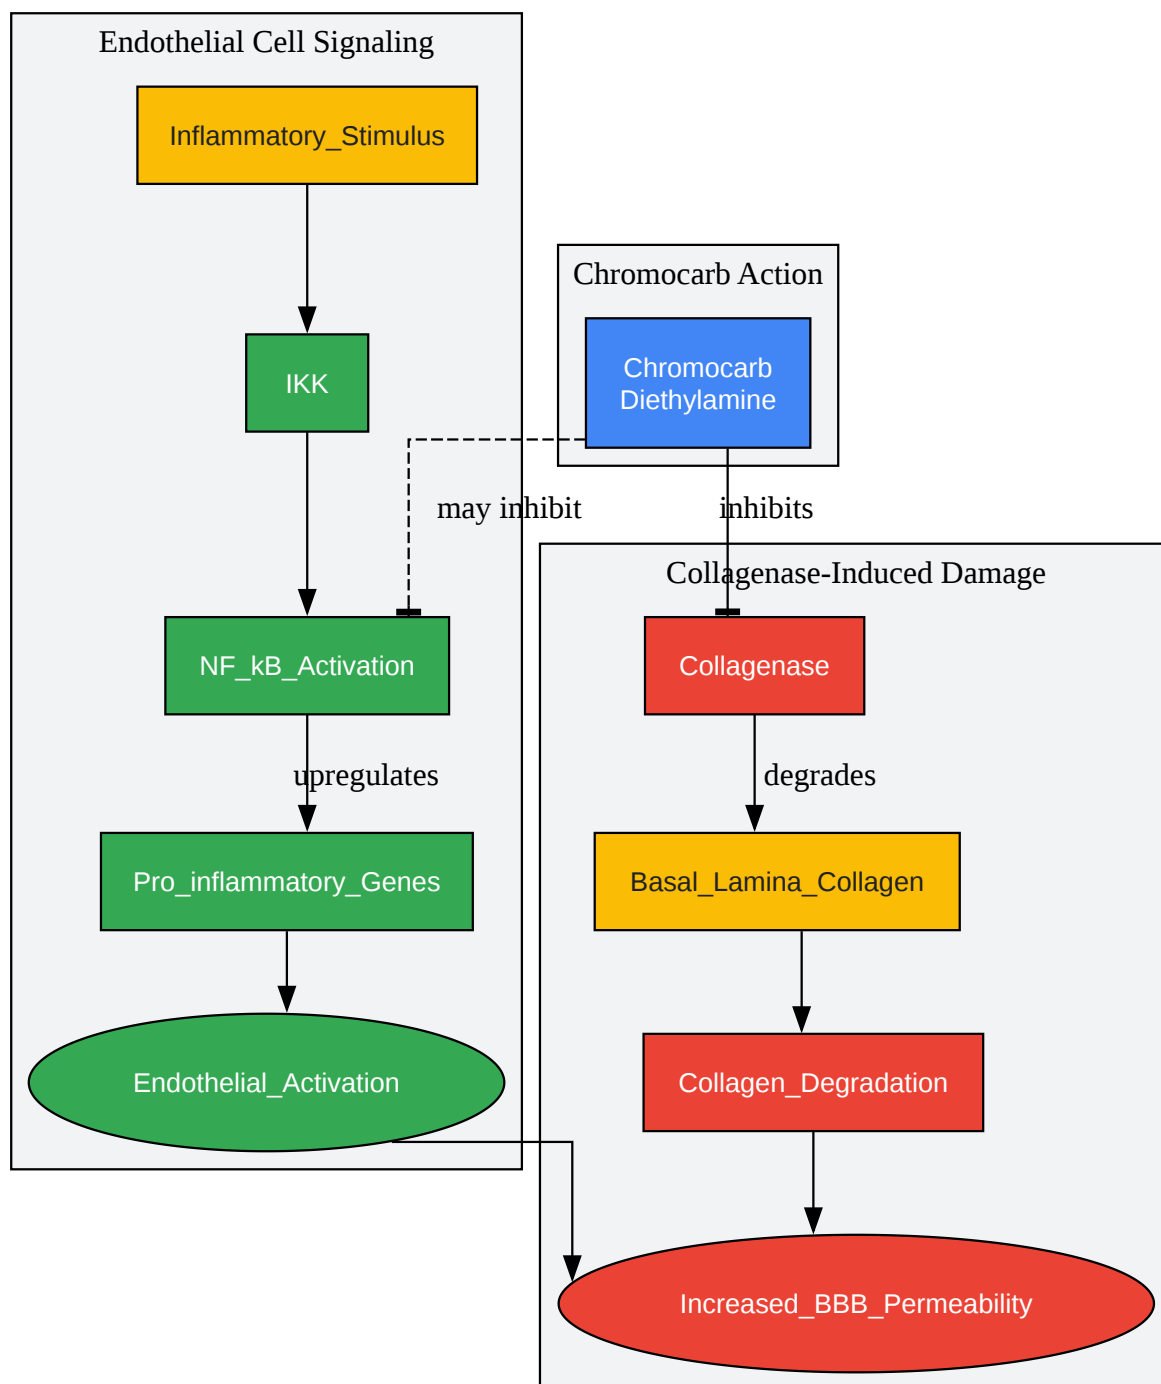 Endothelial Cell Signaling
Inflammatory_Stimulus
Chromocarb Action
Chromocarb
Diethylamine
IKK
may inhibit
inhibits
Collagenase-Induced Damage
NF_kB_Activation
Collagenase
upregulates
degrades
Pro_inflammatory_Genes
Basal_Lamina_Collagen
Endothelial_Activation
Collagen_Degradation
Increased_BBB_Permeability